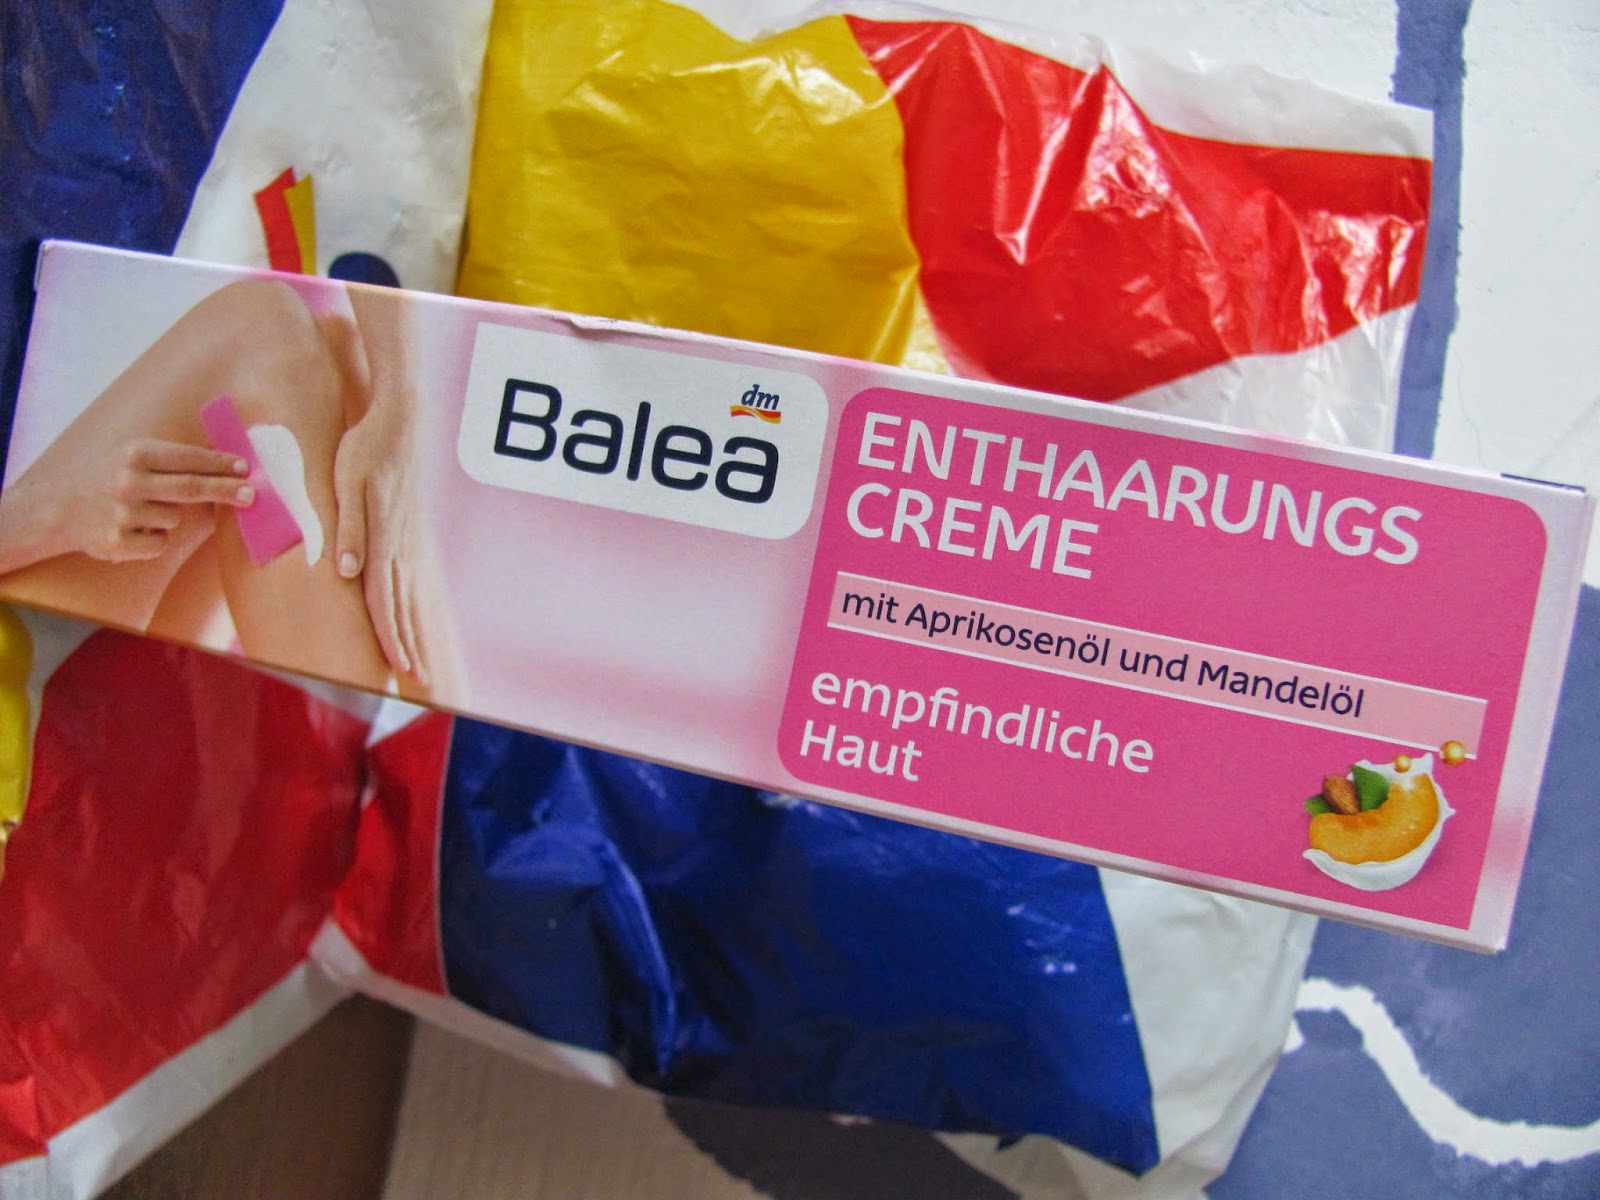 dm
Balea
ENTHAARUNGS
CREME
mit Aprikosenöl und Mandelöl
empfindliche
Haut